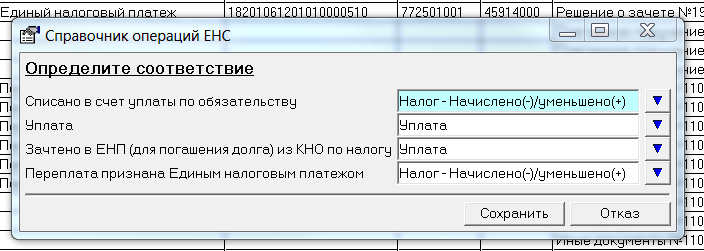 Единый налоговый платеж 18201061201010000510 772501001 45914000 Решение о зачете №19
Справочник операций ЕНС
Определите соответствие
Списано в счет уплаты по обязательству Налог - Начислено(-)/уменьшено(+)
Уплата Уплата
Зачтено в ЕНП (для погашения долга) из КНО по налогу Уплата
Переплата признана Единым налоговым платежом Налог - Начислено(-)/уменьшено(+)
Сохранить Отказ
Иные документы №110